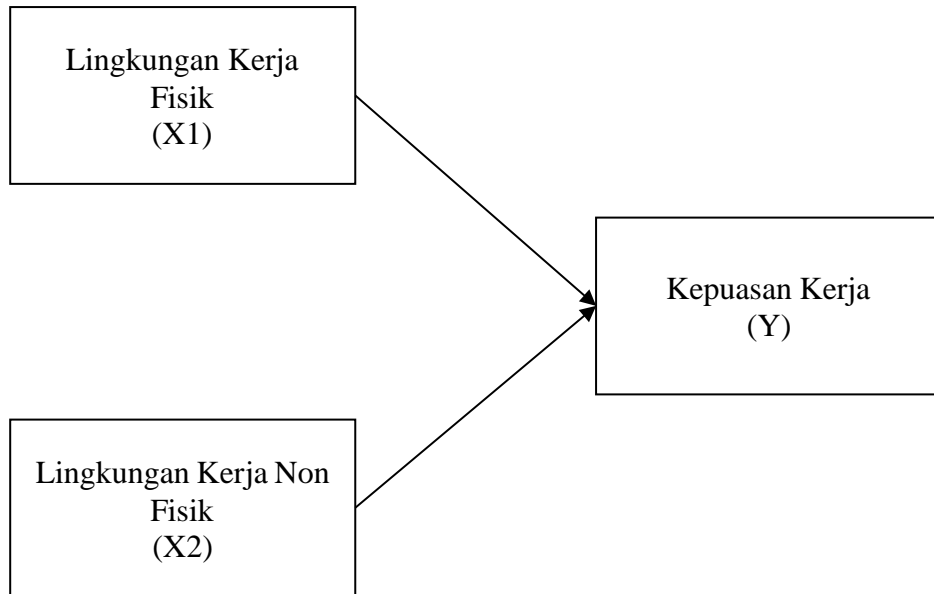 Lingkungan Kerja
Fisik
(X1)
Kepuasan Kerja
(Y)
Lingkungan Kerja Non
Fisik
(X2)